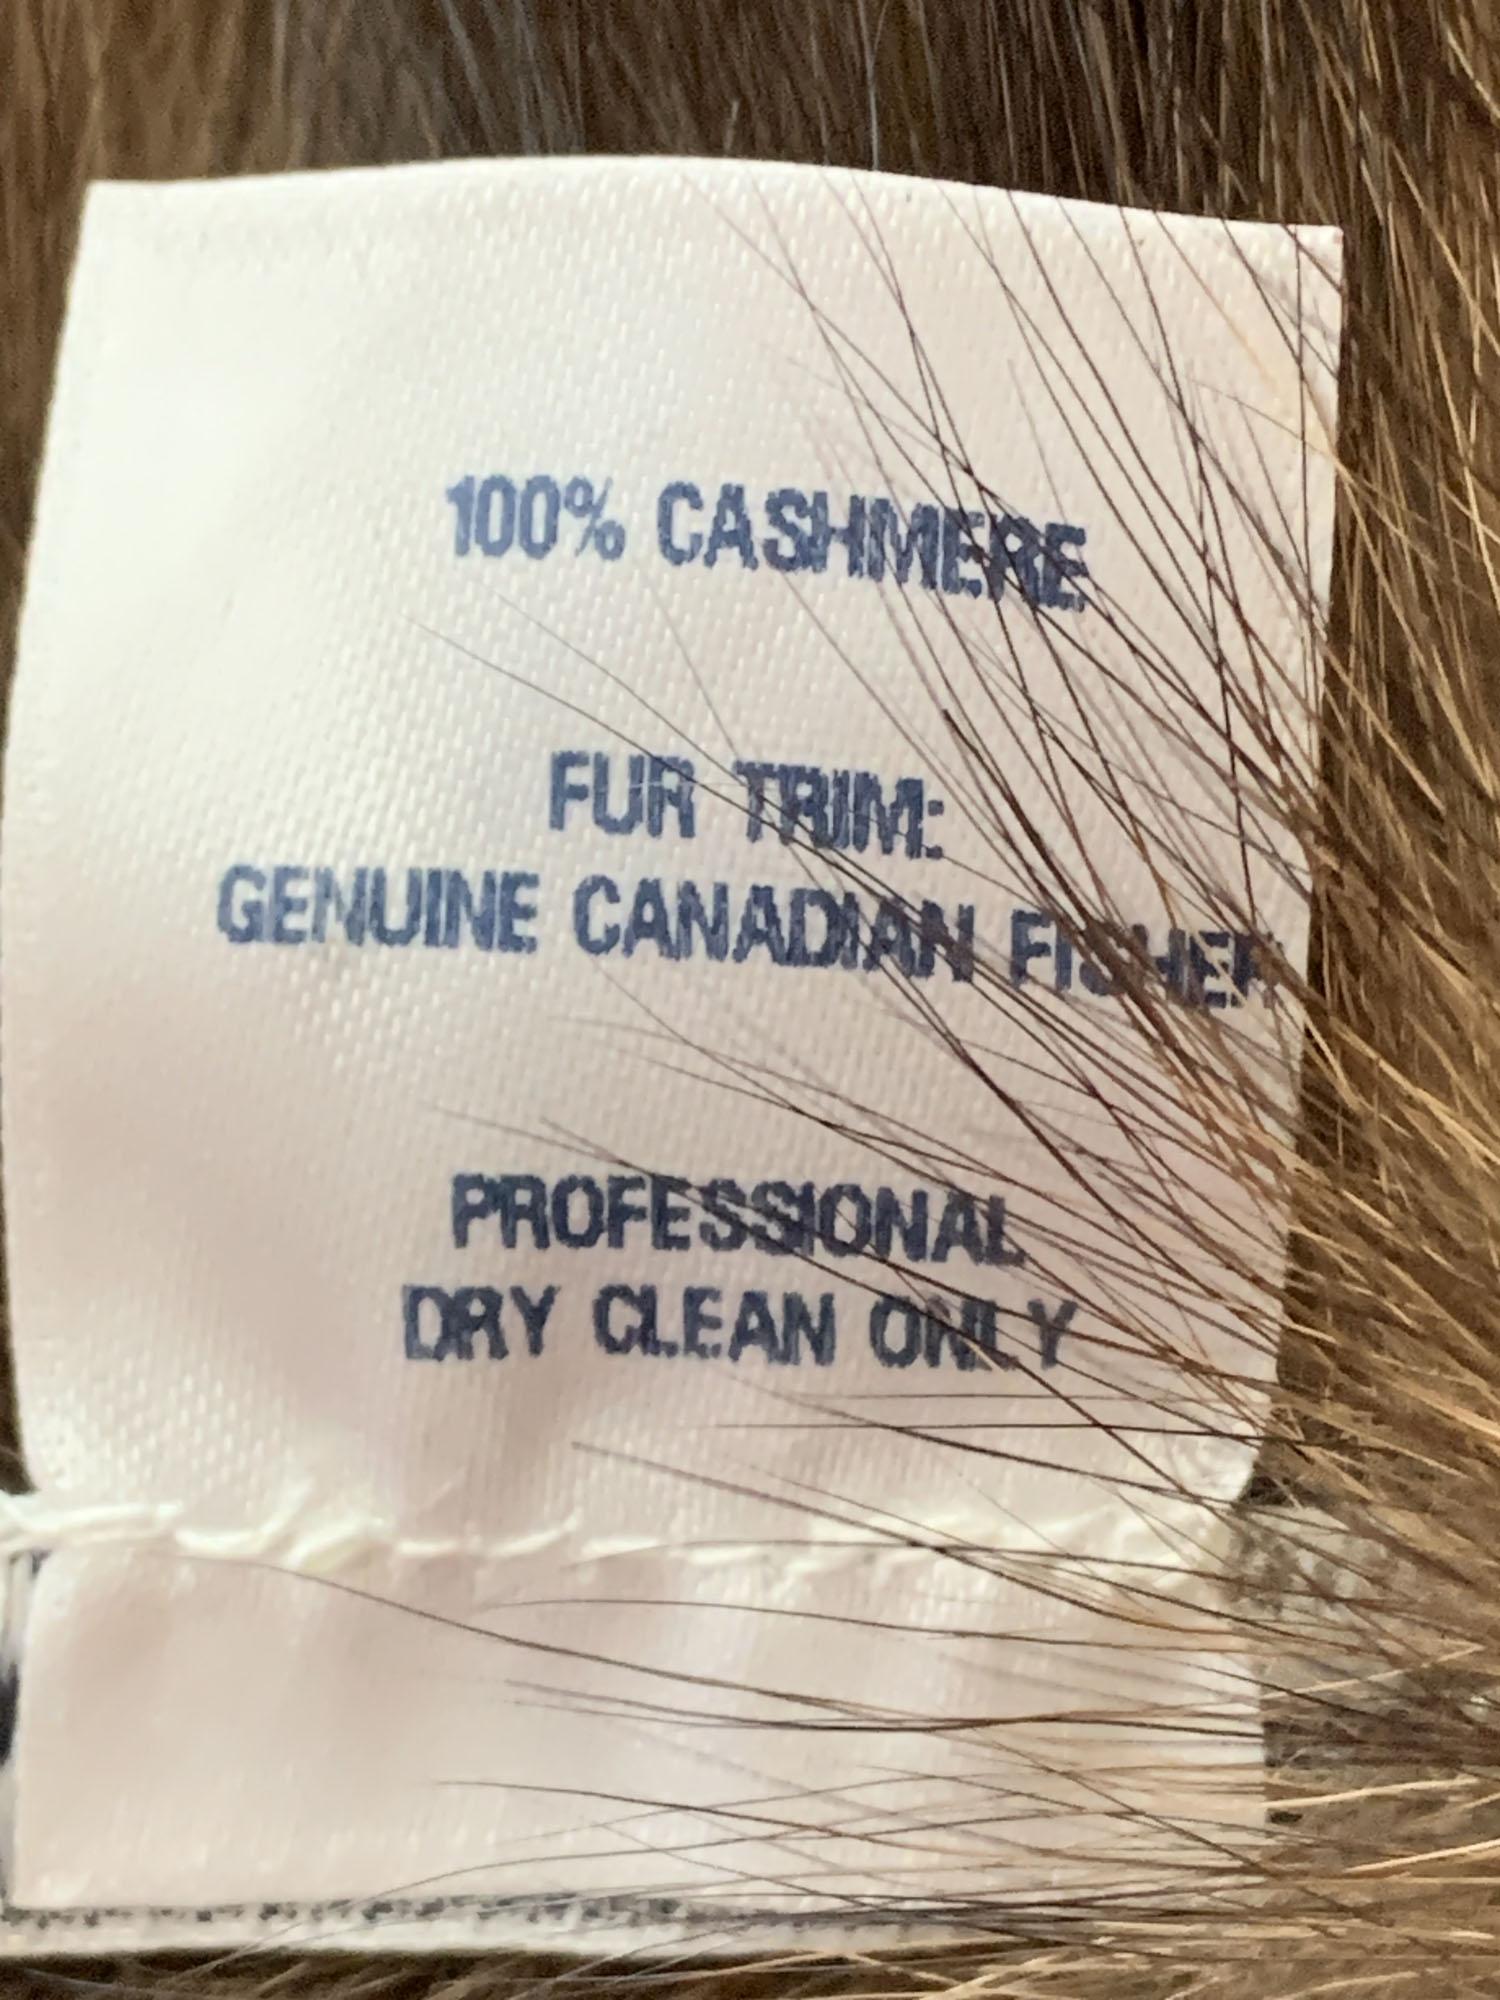 100% CASHMERE
FUR TRIM:
GENUINE CANADIAN FISHER
PROFESSIONAL
DRY CLEAN ONLY